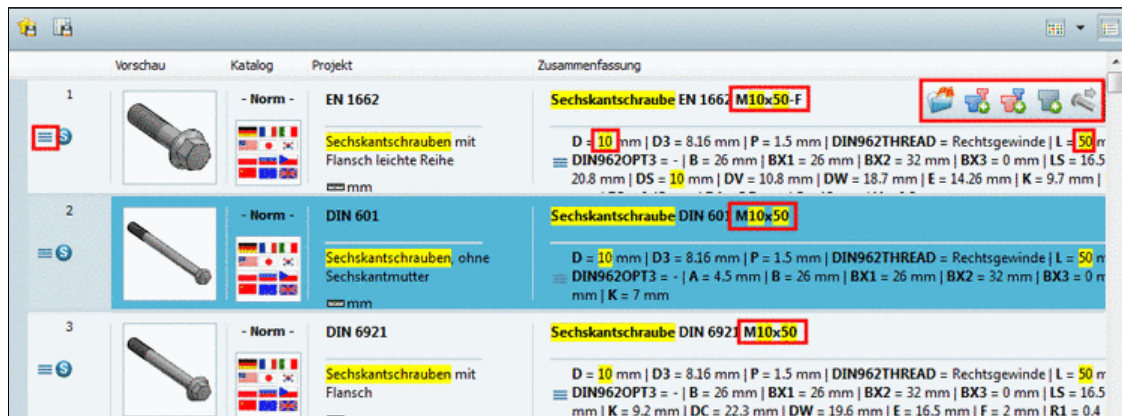 Vorschau Katalog Projekt Zusammenfassung
1 - Norm - EN 1662 Sechskantschraube EN 1662 M10x50-F
S Sechskantschrauben mit
Flansch leichte Reihe
mm
D = 10 mm | D3 = 8.16 mm | P = 1.5 mm | DIN962THREAD = Rechtsgewinde | L = 50 m
DIN962OPT3 = - | B = 26 mm | BX1 = 26 mm | BX2 = 32 mm | BX3 = 0 mm | LS = 16.5
20.8 mm | DS = 10 mm | DV = 10.8 mm | DW = 18.7 mm | E = 14.26 mm | K = 9.7 mm |
2 - Norm - DIN 601 Sechskantschraube DIN 601 M10x50
S Sechskantschrauben, ohne
Sechskantmutter
mm
D = 10 mm | D3 = 8.16 mm | P = 1.5 mm | DIN962THREAD = Rechtsgewinde | L = 50 m
DIN962OPT3 = - | A = 4.5 mm | B = 26 mm | BX1 = 26 mm | BX2 = 32 mm | BX3 = 0 m
mm | K = 7 mm
3 - Norm - DIN 6921 Sechskantschraube DIN 6921 M10x50
S Sechskantschrauben mit
Flansch
D = 10 mm | D3 = 8.16 mm | P = 1.5 mm | DIN962THREAD = Rechtsgewinde | L = 50 m
DIN962OPT3 = - | B = 26 mm | BX1 = 26 mm | BX2 = 32 mm | BX3 = 0 mm | LS = 16.5
mm | K = 9.2 mm | DC = 22.3 mm | DW = 19.6 mm | E = 16.5 mm | F = 2 mm | R1 = 0.4